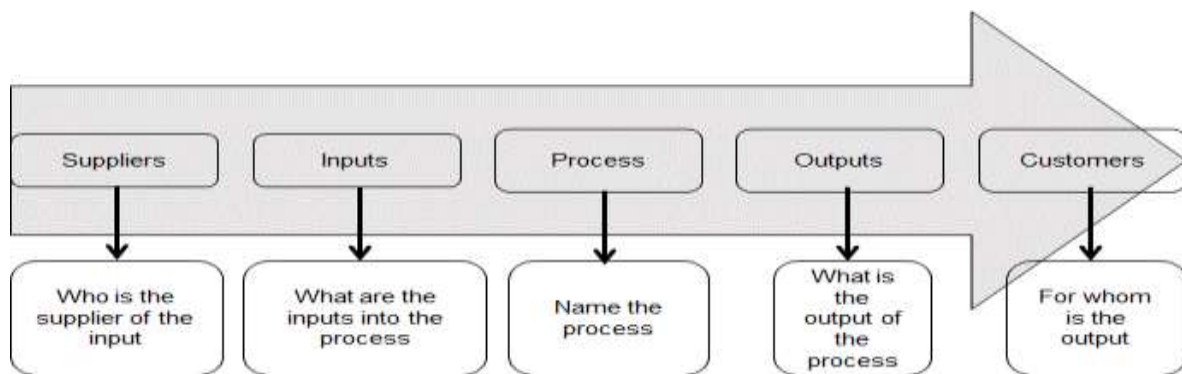 Suppliers
Inputs
Process
Outputs
Customers
Who is the
supplier of the
input
What are the
inputs into the
process
Name the
process
What is
the
output of
the
process
For whom
is the
output